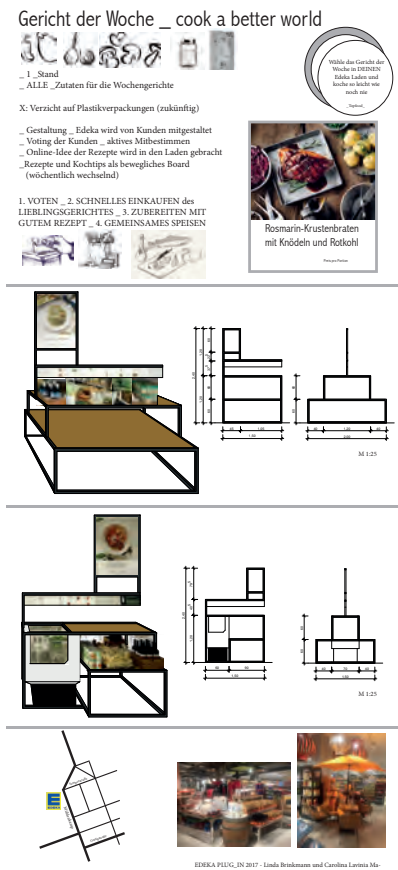 Gericht der Woche _ cook a better world
_ 1 _Stand
_ ALLE _Zutaten für die Wochengerichte
X: Verzicht auf Plastikverpackungen (zukünftig)
_ Gestaltung _ Edeka wird von Kunden mitgestaltet
_ Voting der Kunden _ aktives Mitbestimmen
_ Online-Idee der Rezepte wird in den Laden gebracht
_Rezepte und Kochtips als bewegliches Board
(wöchentlich wechselnd)
1. VOTEN _ 2. SCHNELLES EINKAUFEN des
LIEBLINGSGERICHTES _ 3. ZUBEREITEN MIT
GUTEM REZEPT _ 4. GEMEINSAMES SPEISEN
Wähle das Gericht der
Woche in DEINEN
Edeka Laden und
koche so leicht wie
noch nie
Rosmarin-Krustenbraten
mit Knödeln und Rotkohl
M 1:25
M 1:25
E
EDEKA PLUG_IN 2017 - Linda Brinkmann und Carolina Lavinia Ma-